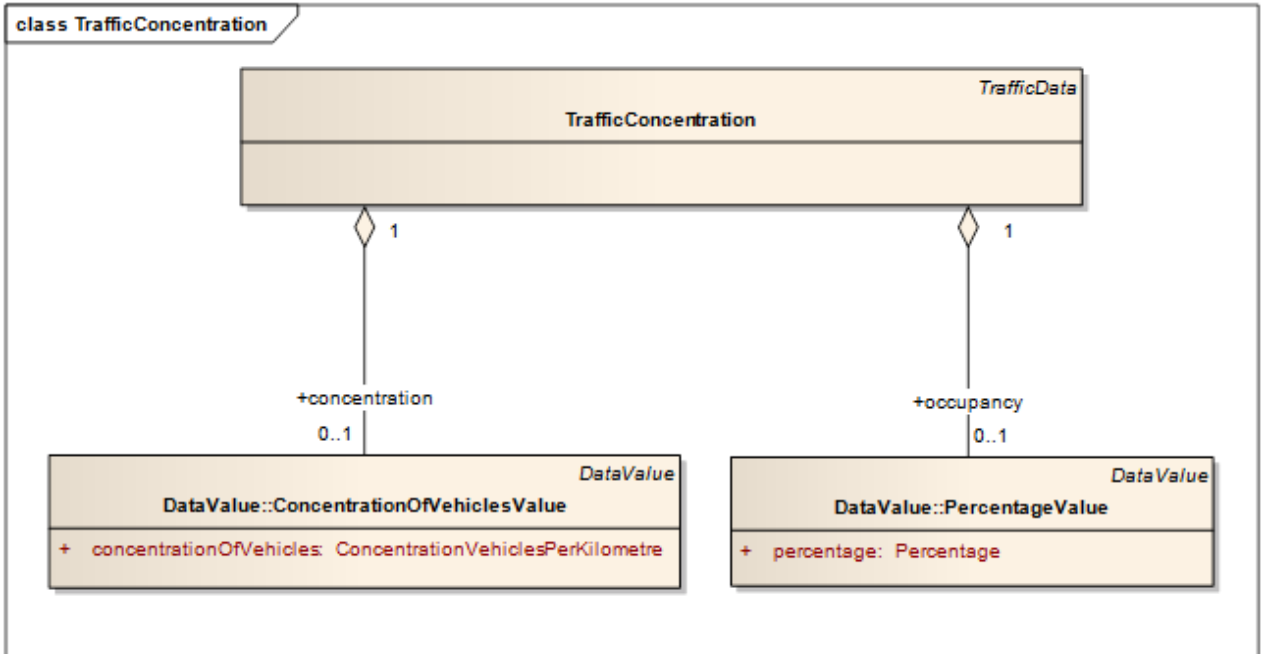 class TrafficConcentration
TrafficData
TrafficConcentration
1
1
+concentration
+occupancy
0..1
0..1
DataValue
DataValue::ConcentrationOfVehiclesValue
+ concentrationOfVehicles: ConcentrationVehiclesPerKilometre
DataValue
DataValue::PercentageValue
+ percentage: Percentage